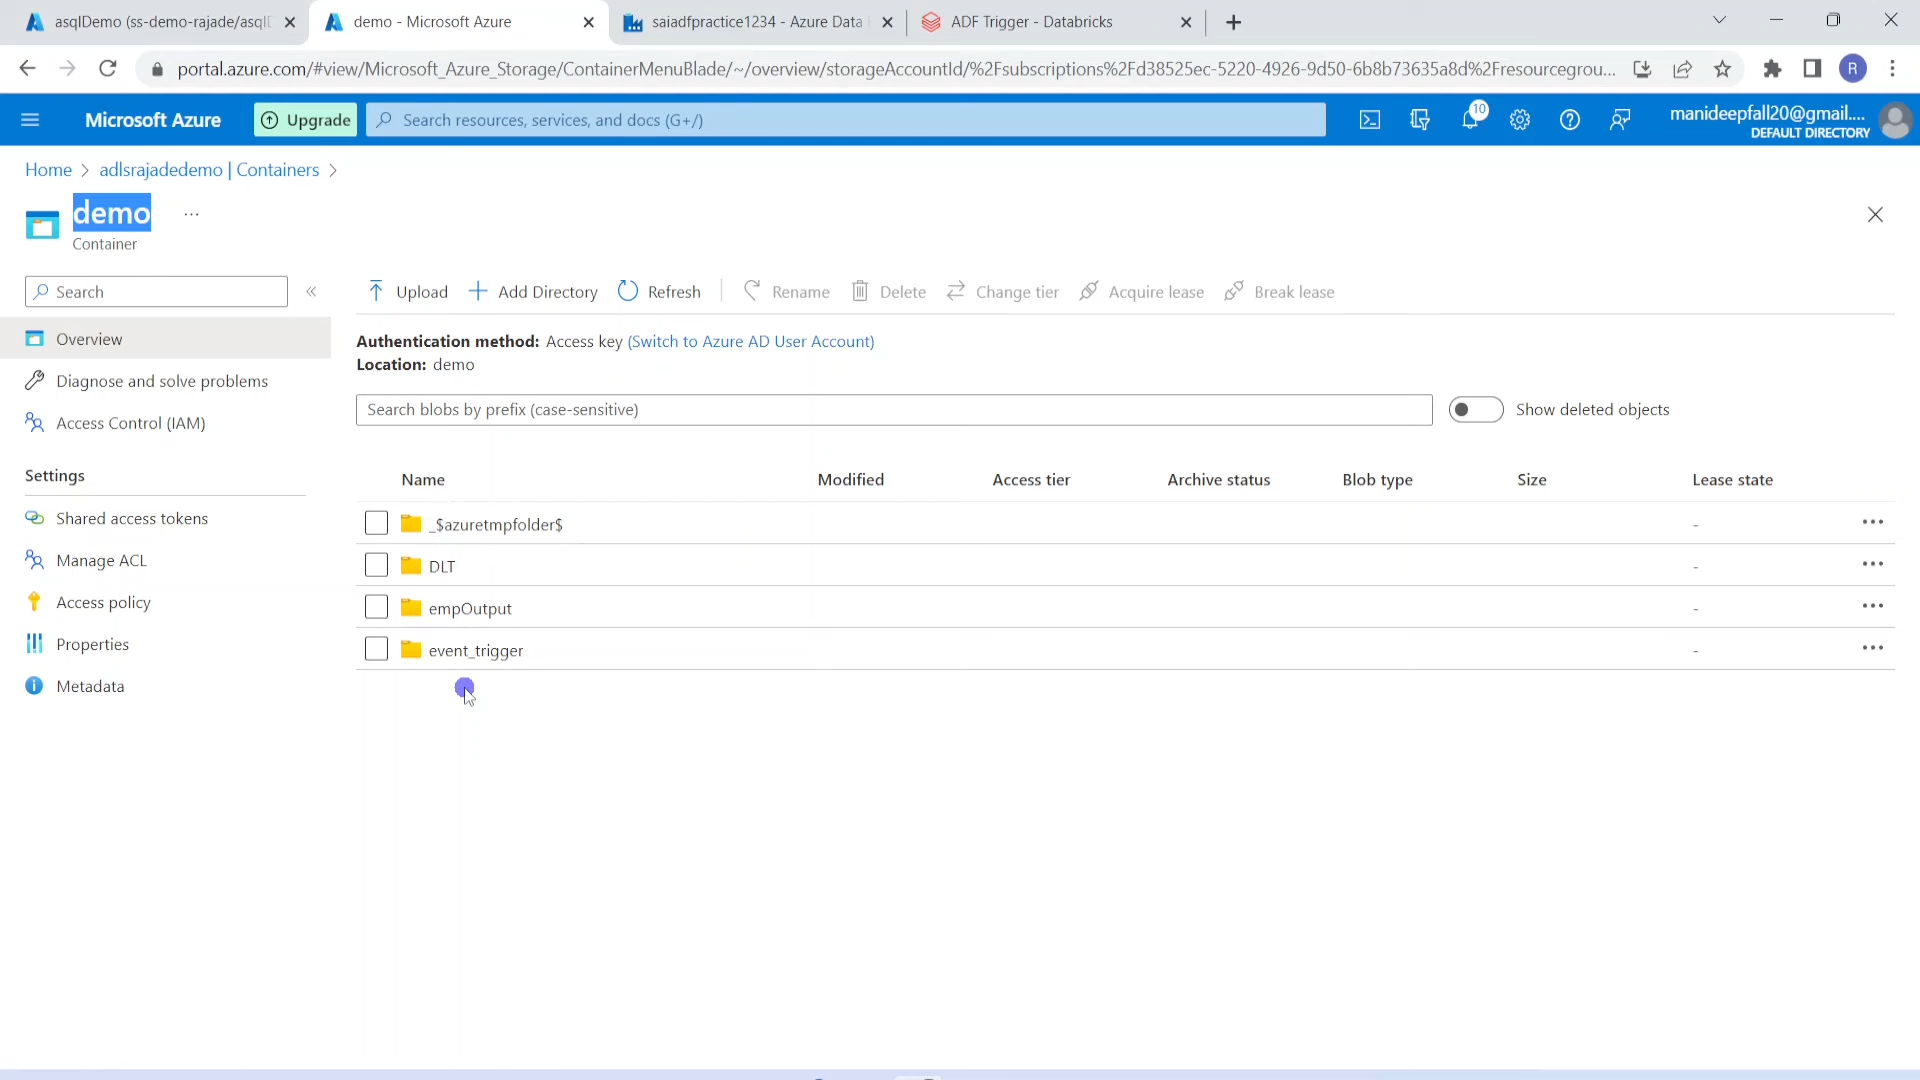 asqlDemo (ss-demo-rajade/asqlD
demo - Microsoft Azure
saiadfpractice1234 - Azure Data
ADF Trigger - Databricks
portal.azure.com/#view/Microsoft_Azure_Storage/ContainerMenuBlade/~/overview/storageAccountId/%2Fsubscriptions%2Fd38525ec-5220-4926-9d50-6b8b73635a8d%2Fresourcegrou...
R
Microsoft Azure
Upgrade
Search resources, services, and docs (G+/)
10
manideepfall20@gmail....
DEFAULT DIRECTORY
Home > adlsrajadedemo | Containers >
demo ...
Container
Search
«
Upload
Add Directory
Refresh
Rename
Delete
Change tier
Acquire lease
Break lease
Overview
Diagnose and solve problems
Access Control (IAM)
Settings
Shared access tokens
Manage ACL
Access policy
Properties
Metadata
Authentication method: Access key (Switch to Azure AD User Account)
Location: demo
Search blobs by prefix (case-sensitive)
Show deleted objects
Name Modified Access tier Archive status Blob type Size Lease state
_$azuretmpfolder$ - ...
DLT - ...
empOutput - ...
event_trigger - ...